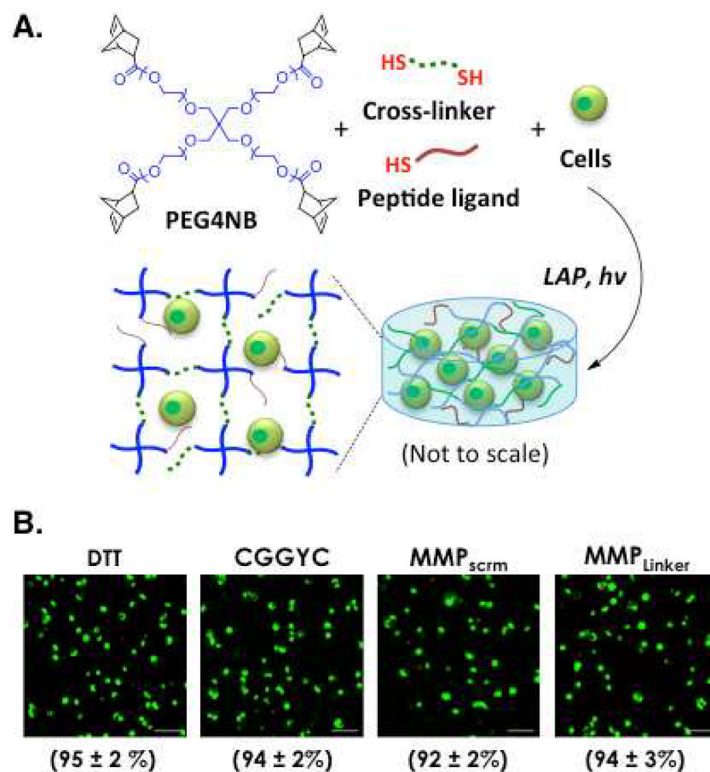 A.
HS
SH
Cross-linker
+
+
HS
Cells
Peptide ligand
O
O
O
O
O
O
O
O
O
O
O
O
PEG4NB
LAP, hν
(Not to scale)
B.
DTT
CGGYC
MMPscrm
MMPLinker
(95 ± 2 %)
(94 ± 2%)
(92 ± 2%)
(94 ± 3%)